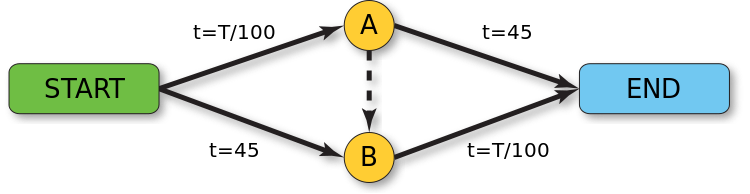 t=T/100
A
t=45
START
END
t=45
B
t=T/100